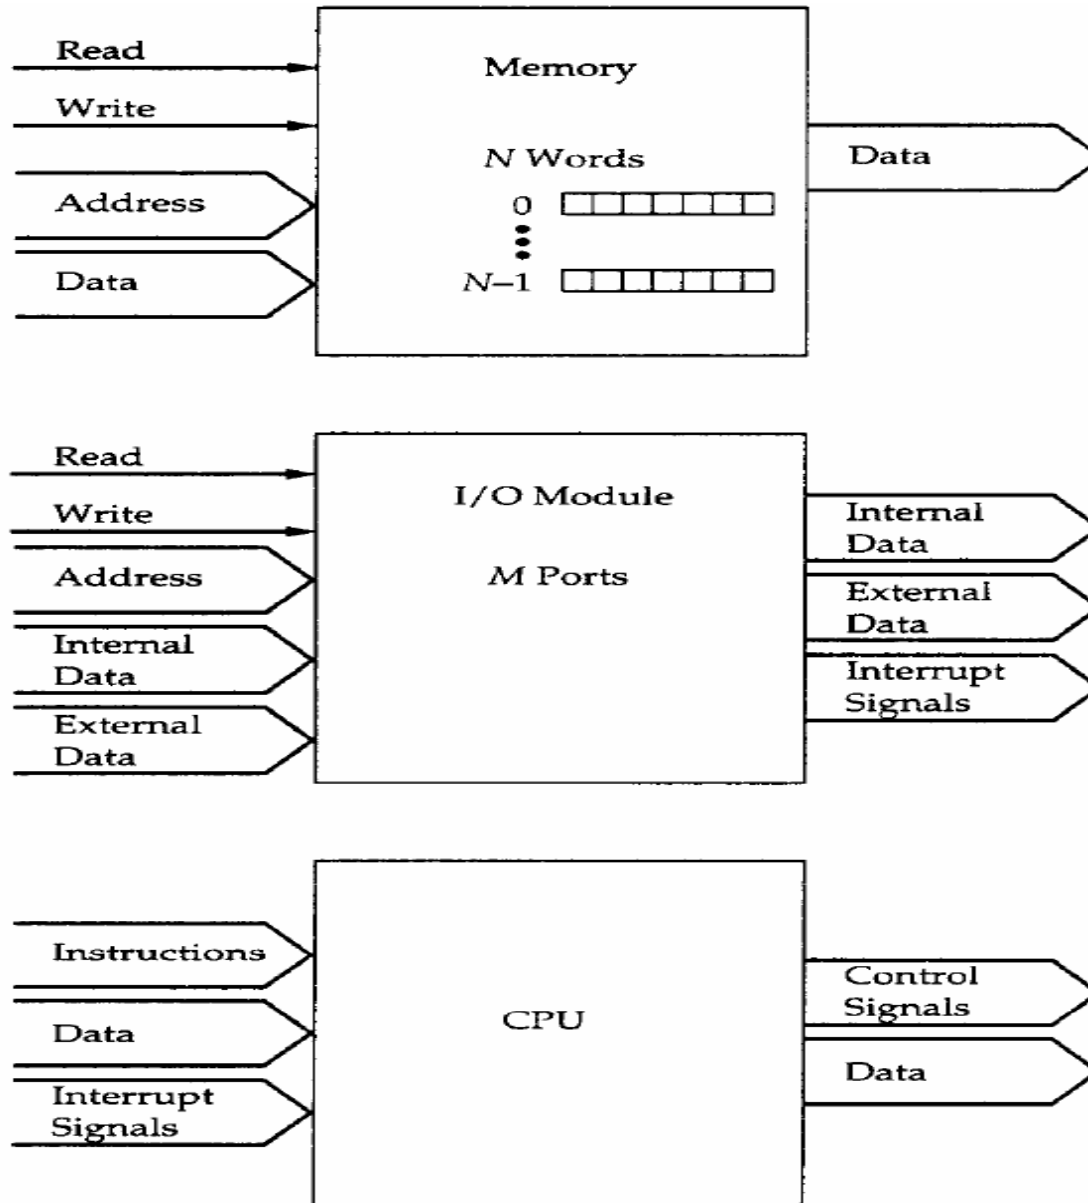 Read
Write
Address
Data
Memory
N Words
0
N–1
Data
Read
Write
Address
Internal
Data
External
Data
I/O Module
M Ports
Internal
Data
External
Data
Interrupt
Signals
Instructions
Data
Interrupt
Signals
CPU
Control
Signals
Data